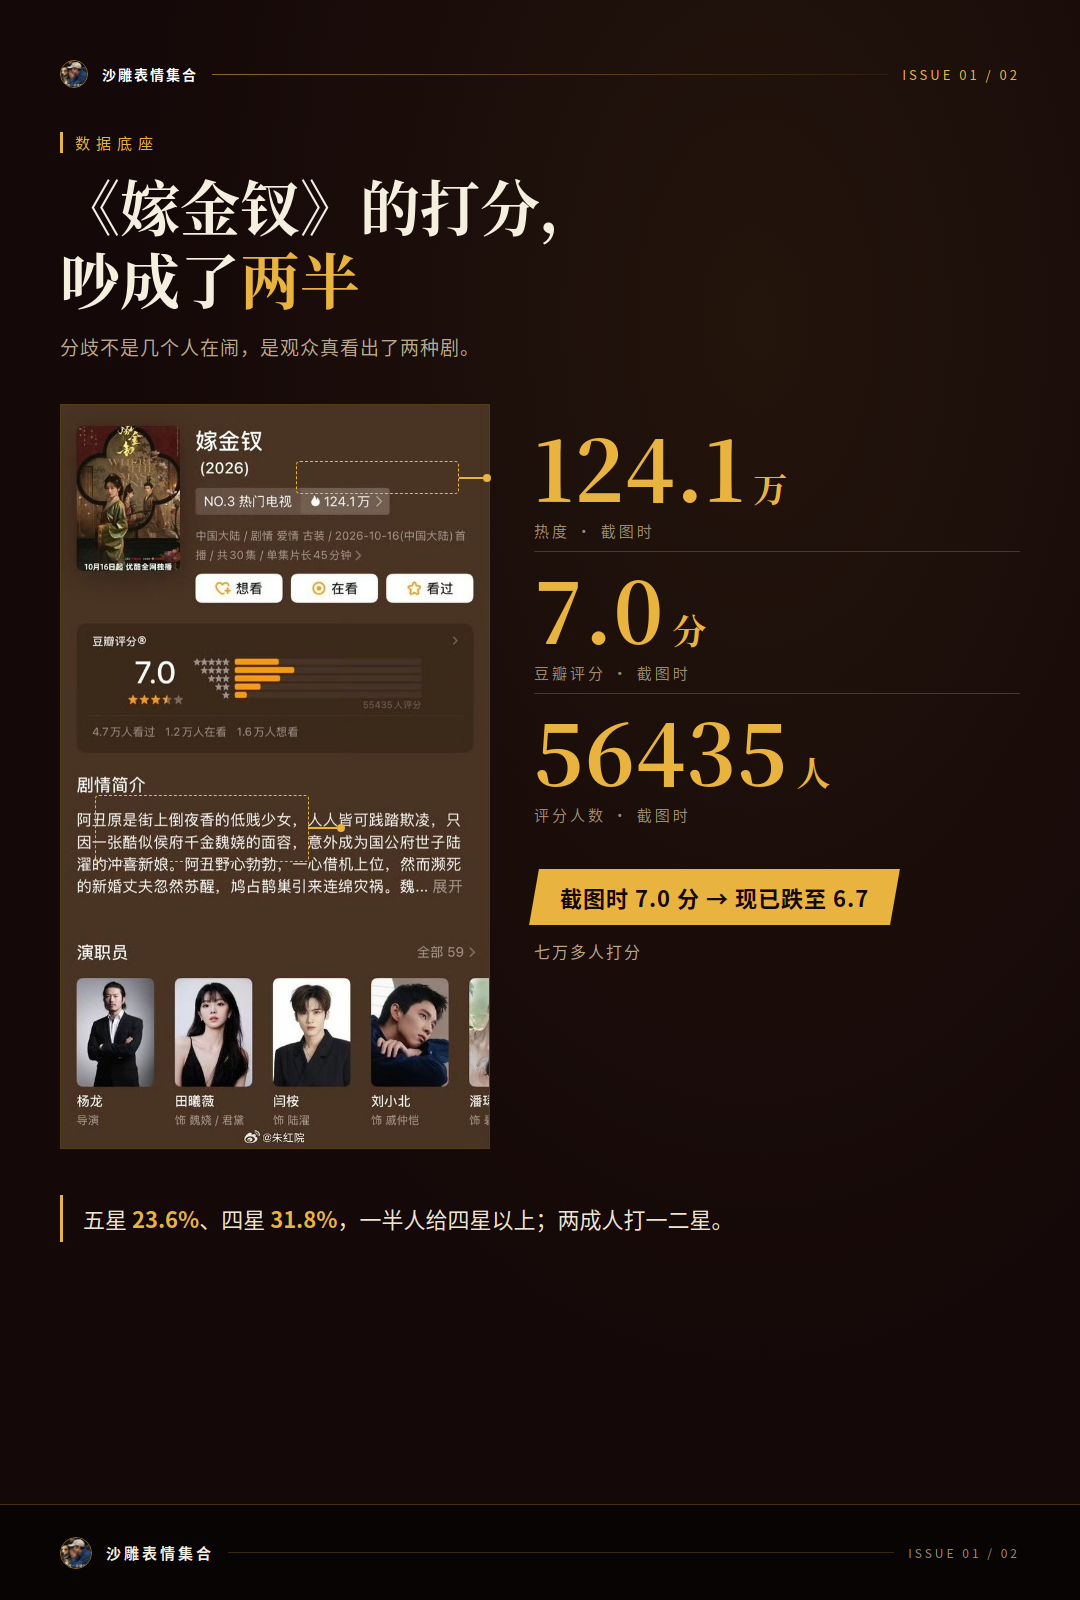 沙雕表情集合
ISSUE 01 / 02
数据底座
《嫁金钗》的打分，
吵成了两半
分歧不是几个人在闹，是观众真看出了两种剧。
嫁金钗
(2026)
NO.3 热门电视 124.1万
中国大陆 / 剧情 爱情 古装 / 2026-10-16(中国大陆)首
播 / 共30集 / 单集片长45分钟
10月16日起 优酷全网独播
想看
在看
看过
豆瓣评分®
7.0
55435人评分
4.7万人看过 1.2万人在看 1.6万人想看
剧情简介
阿丑原是街上倒夜香的低贱少女，人人皆可践踏欺凌，只
因一张酷似侯府千金魏娆的面容，意外成为国公府世子陆
濯的冲喜新娘。阿丑野心勃勃，一心借机上位，然而濒死
的新婚丈夫忽然苏醒，鸠占鹊巢引来连绵灾祸。魏... 展开
演职员
全部 59
杨龙
导演
田曦薇
饰 魏娆 / 君黛
闫桉
饰 陆濯
刘小北
饰 戚仲恺
@朱红院
124.1万
热度 · 截图时
7.0分
豆瓣评分 · 截图时
56435人
评分人数 · 截图时
截图时 7.0 分 → 现已跌至 6.7
七万多人打分
五星 23.6%、四星 31.8%，一半人给四星以上；两成人打一二星。
沙雕表情集合
ISSUE 01 / 02